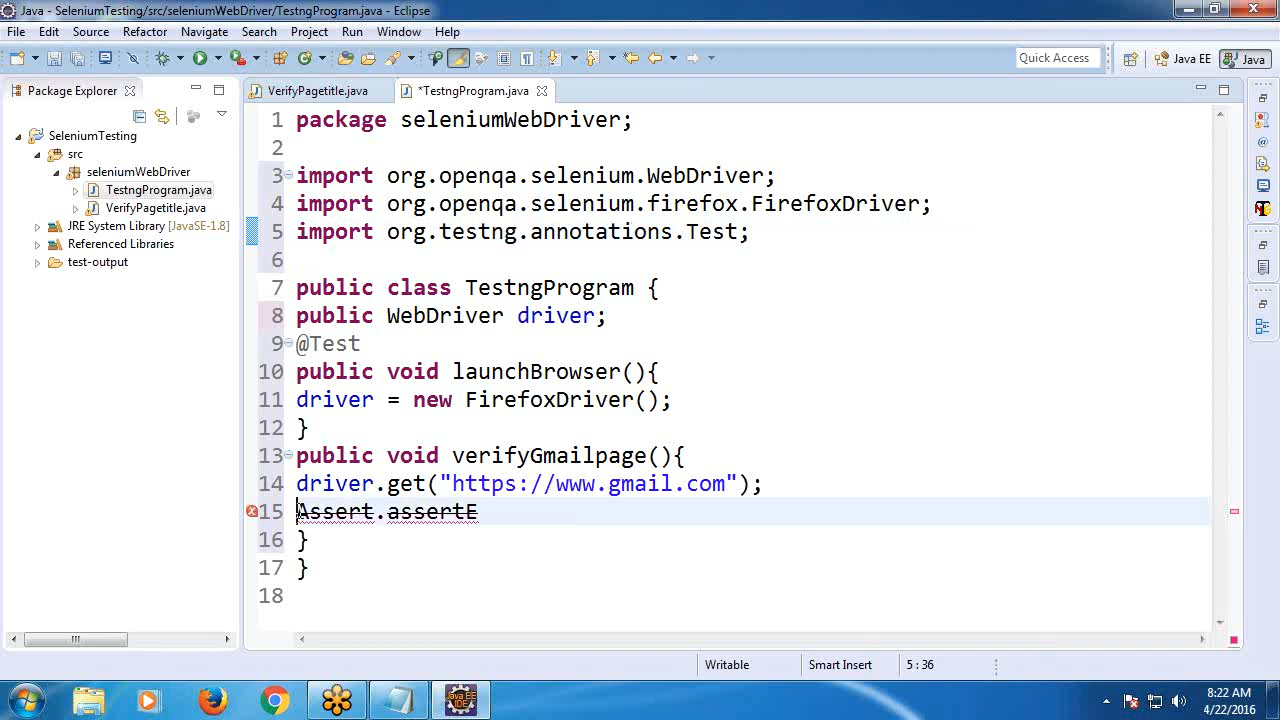 Java - SeleniumTesting/src/seleniumWebDriver/TestngProgram.java - Eclipse
File Edit Source Refactor Navigate Search Project Run Window Help
Quick Access
Java EE
Java
Package Explorer
VerifyPagetitle.java
*TestngProgram.java
SeleniumTesting
src
seleniumWebDriver
TestngProgram.java
VerifyPagetitle.java
JRE System Library [JavaSE-1.8]
Referenced Libraries
test-output
1 package seleniumWebDriver;
2
3 import org.openqa.selenium.WebDriver;
4 import org.openqa.selenium.firefox.FirefoxDriver;
5 import org.testng.annotations.Test;
6
7 public class TestngProgram {
8 public WebDriver driver;
9 @Test
10 public void launchBrowser(){
11 driver = new FirefoxDriver();
12 }
13 public void verifyGmailpage(){
14 driver.get("https://www.gmail.com");
15 Assert.assertE
16 }
17 }
18
Writable
Smart Insert
5 : 36
Java EE
IDE
8:22 AM
4/22/2016